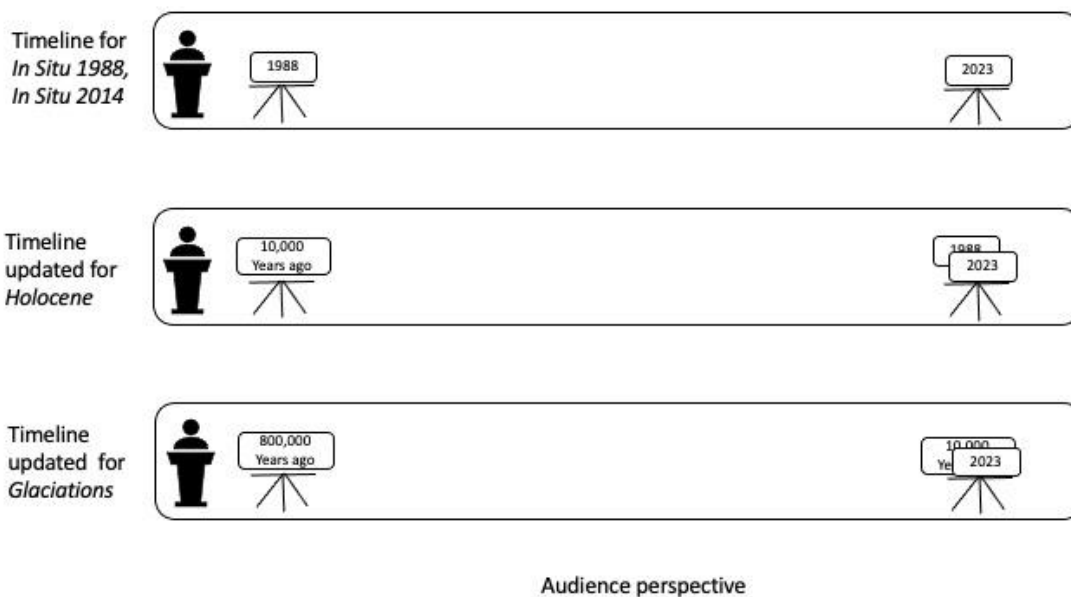 Timeline for
In Situ 1988,
In Situ 2014
1988
2023
Timeline
updated for
Holocene
10,000
Years ago
1988
2023
Timeline
updated for
Glaciations
800,000
Years ago
10,000
2023
Audience perspective